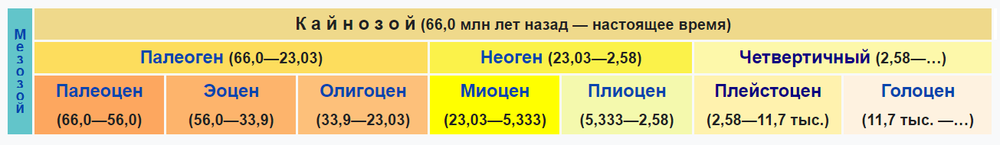 Мезозой
Кайнозой (66,0 млн лет назад — настоящее время)
Палеоген (66,0—23,03) Неоген (23,03—2,58) Четвертичный (2,58—…)
Палеоцен Эоцен Олигоцен Миоцен Плиоцен Плейстоцен Голоцен
(66,0—56,0) (56,0—33,9) (33,9—23,03) (23,03—5,333) (5,333—2,58) (2,58—11,7 тыс.) (11,7 тыс. —…)